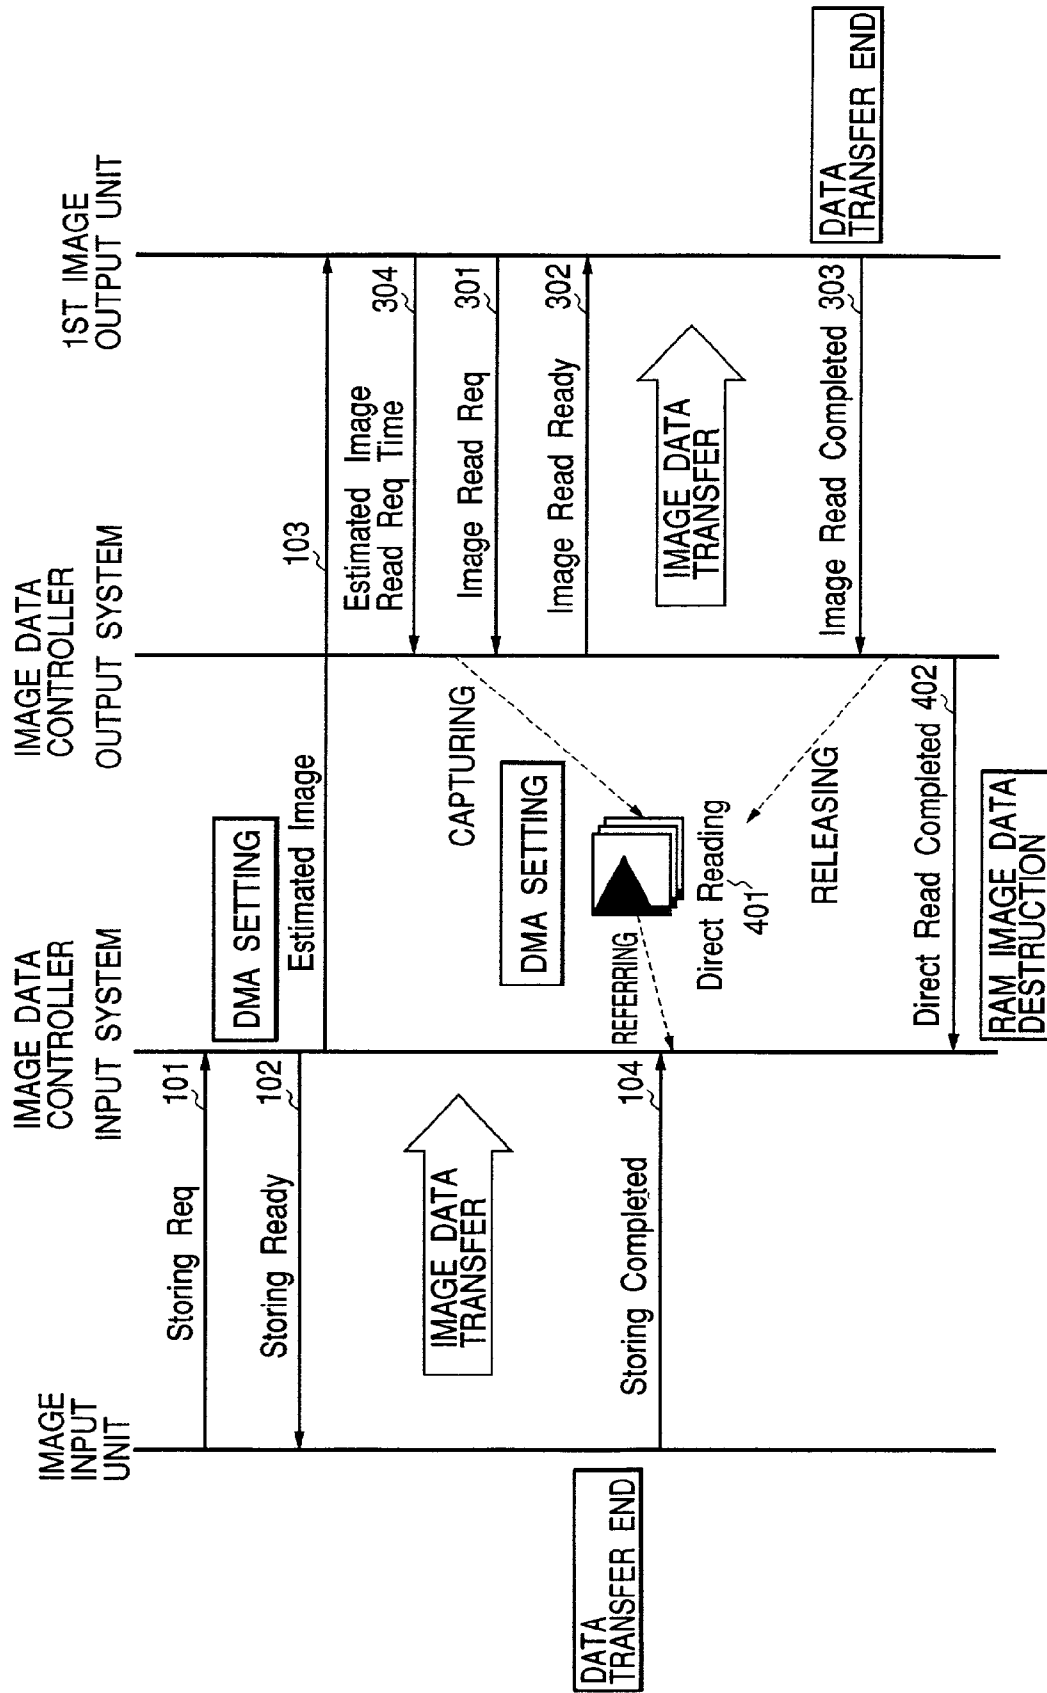 IMAGE
INPUT
UNIT
IMAGE DATA
CONTROLLER
INPUT SYSTEM
IMAGE DATA
CONTROLLER
OUTPUT SYSTEM
1ST IMAGE
OUTPUT UNIT
Storing Req
101
Storing Ready
102
DMA SETTING
Estimated Image
103
Estimated Image
Read Req Time
304
IMAGE DATA
TRANSFER
CAPTURING
Image Read Req
301
DMA SETTING
Image Read Ready
302
DATA
TRANSFER END
Storing Completed
104
REFERRING
Direct Reading
401
IMAGE DATA
TRANSFER
RELEASING
Image Read Completed
303
DATA
TRANSFER END
Direct Read Completed
402
RAM IMAGE DATA
DESTRUCTION